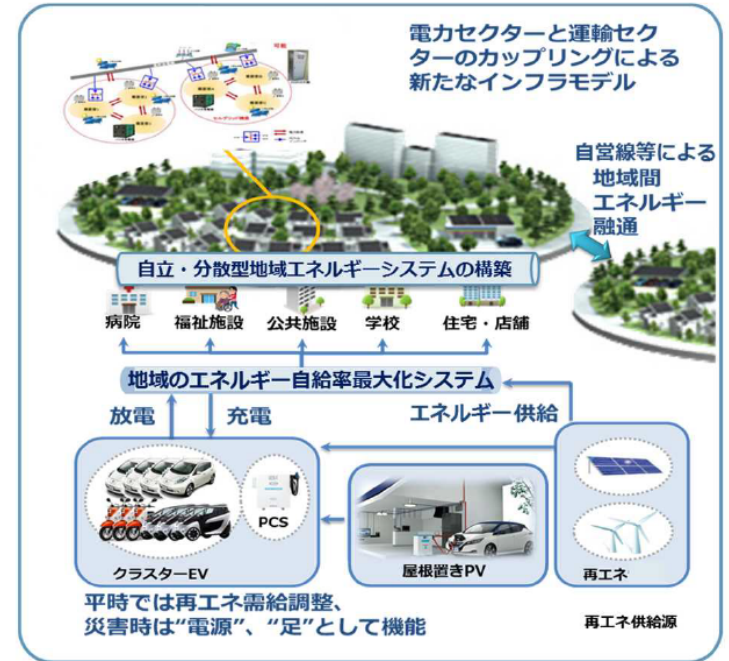 電力セクターと運輸セク
ターのカップリングによる
新たなインフラモデル
可能
自営線等による
地域間
エネルギー
融通
自立・分散型地域エネルギーシステムの構築
病院
福祉施設
公共施設
学校
住宅・店舗
地域のエネルギー自給率最大化システム
放電
充電
エネルギー供給
PCS
クラスターEV
屋根置きPV
再エネ
平時では再エネ需給調整、
災害時は“電源”、“足”として機能
再エネ供給源